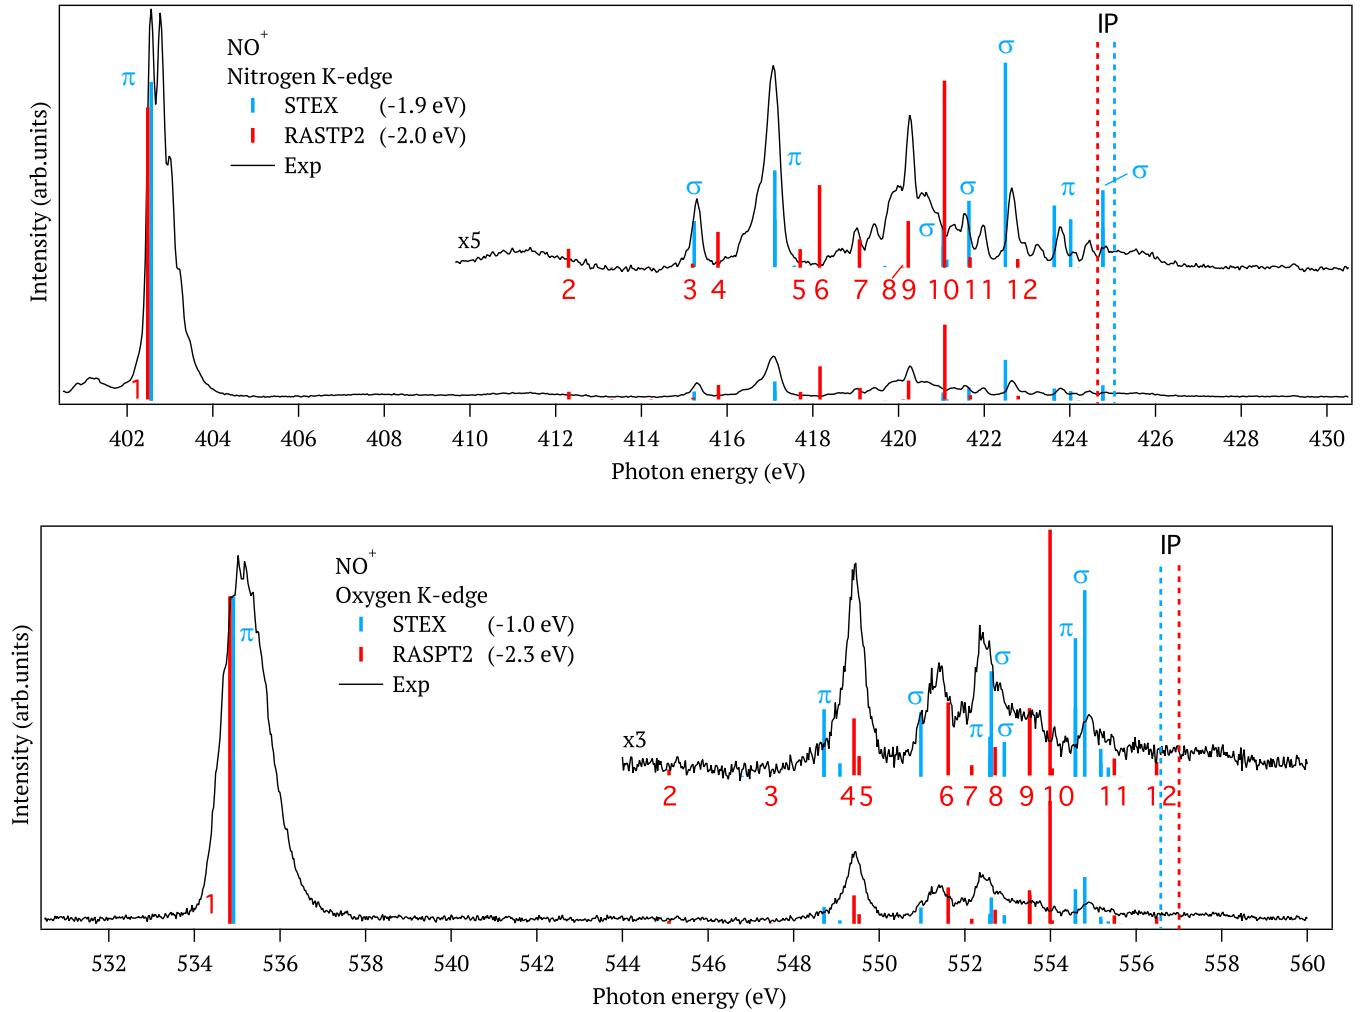 IP
NO+
Nitrogen K-edge
STEX (-1.9 eV)
RASTP2 (-2.0 eV)
Exp
π
σ
π
σ
σ
σ
π
σ
x5
1
2 3 4 5 6 7 8 9 10 11 12
Intensity (arb.units)
402 404 406 408 410 412 414 416 418 420 422 424 426 428 430
Photon energy (eV)
IP
NO+
Oxygen K-edge
STEX (-1.0 eV)
RASPT2 (-2.3 eV)
Exp
π
π
σ
π
σ
σ
π
σ
x3
1
2 3 4 5 6 7 8 9 10 11 12
Intensity (arb.units)
532 534 536 538 540 542 544 546 548 550 552 554 556 558 560
Photon energy (eV)